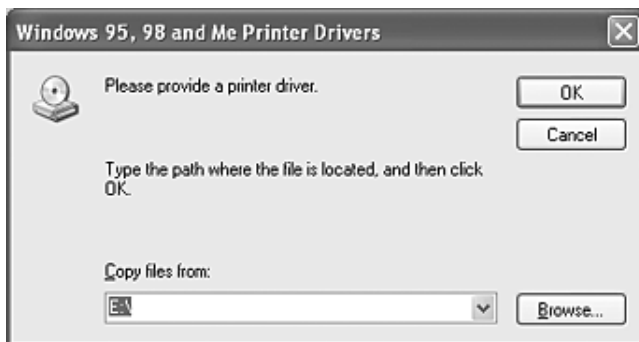 Windows 95, 98 and Me Printer Drivers
Please provide a printer driver.
OK
Cancel
Type the path where the file is located, and then click
OK.
Copy files from:
E:\
Browse...